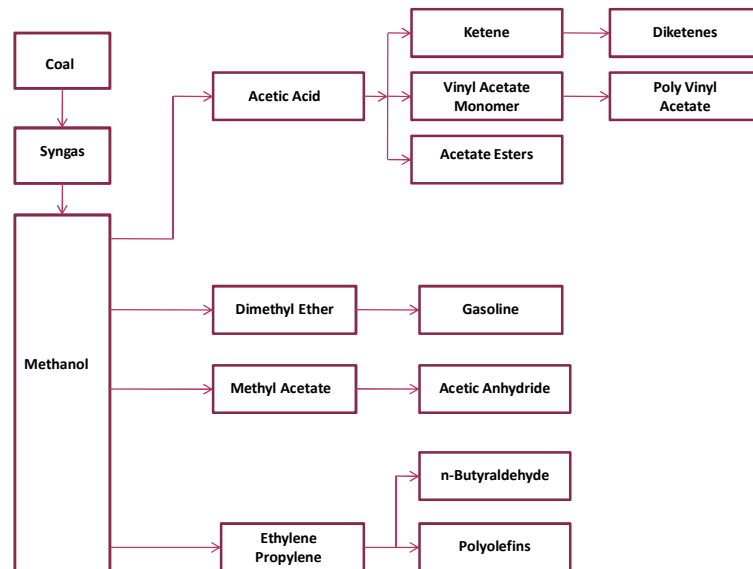 Coal
Syngas
Methanol
Acetic Acid
Ketene
Diketenes
Vinyl Acetate
Monomer
Poly Vinyl
Acetate
Acetate Esters
Dimethyl Ether
Gasoline
Methyl Acetate
Acetic Anhydride
Ethylene
Propylene
n-Butyraldehyde
Polyolefins